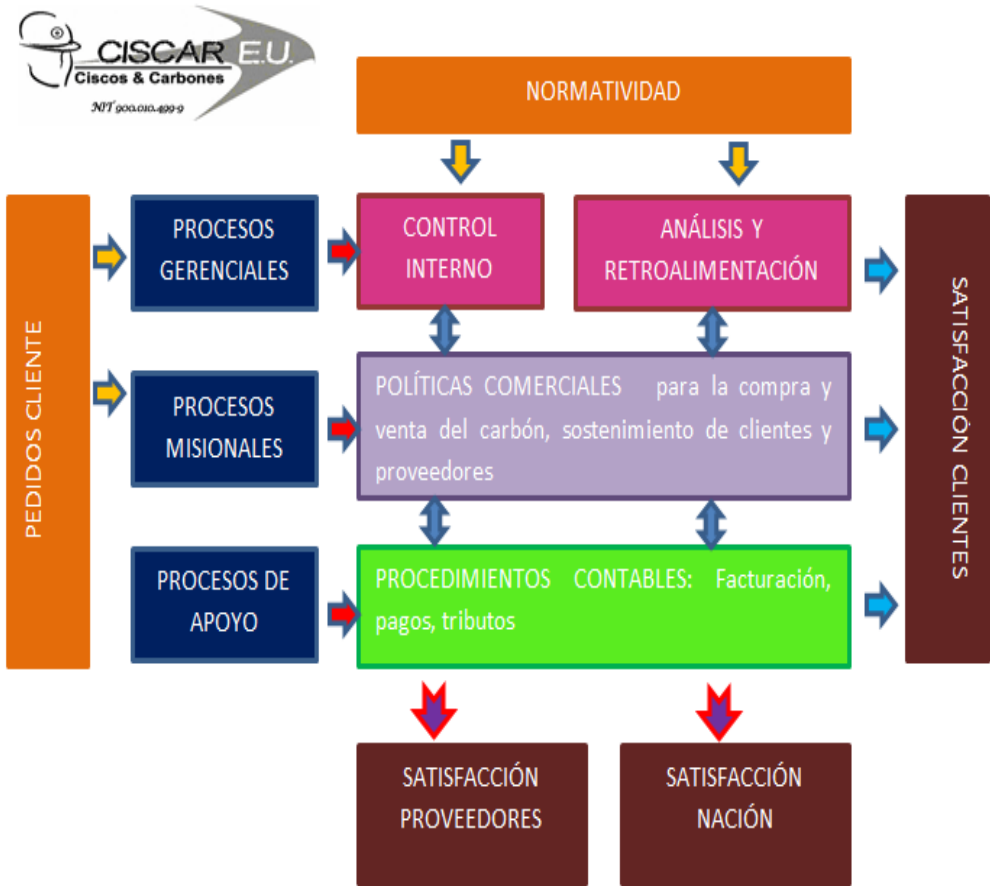 CISCAR E.U.
Ciscos & Carbones
NIT 900.010.499-9
NORMATIVIDAD
PEDIDOS CLIENTE
PROCESOS
GERENCIALES
CONTROL
INTERNO
ANÁLISIS Y
RETROALIMENTACIÓN
SATISFACCIÓN CLIENTES
PROCESOS
MISIONALES
POLÍTICAS COMERCIALES para la compra y
venta del carbón, sostenimiento de clientes y
proveedores
PROCESOS DE
APOYO
PROCEDIMIENTOS CONTABLES: Facturación,
pagos, tributos
SATISFACCIÓN
PROVEEDORES
SATISFACCIÓN
NACIÓN